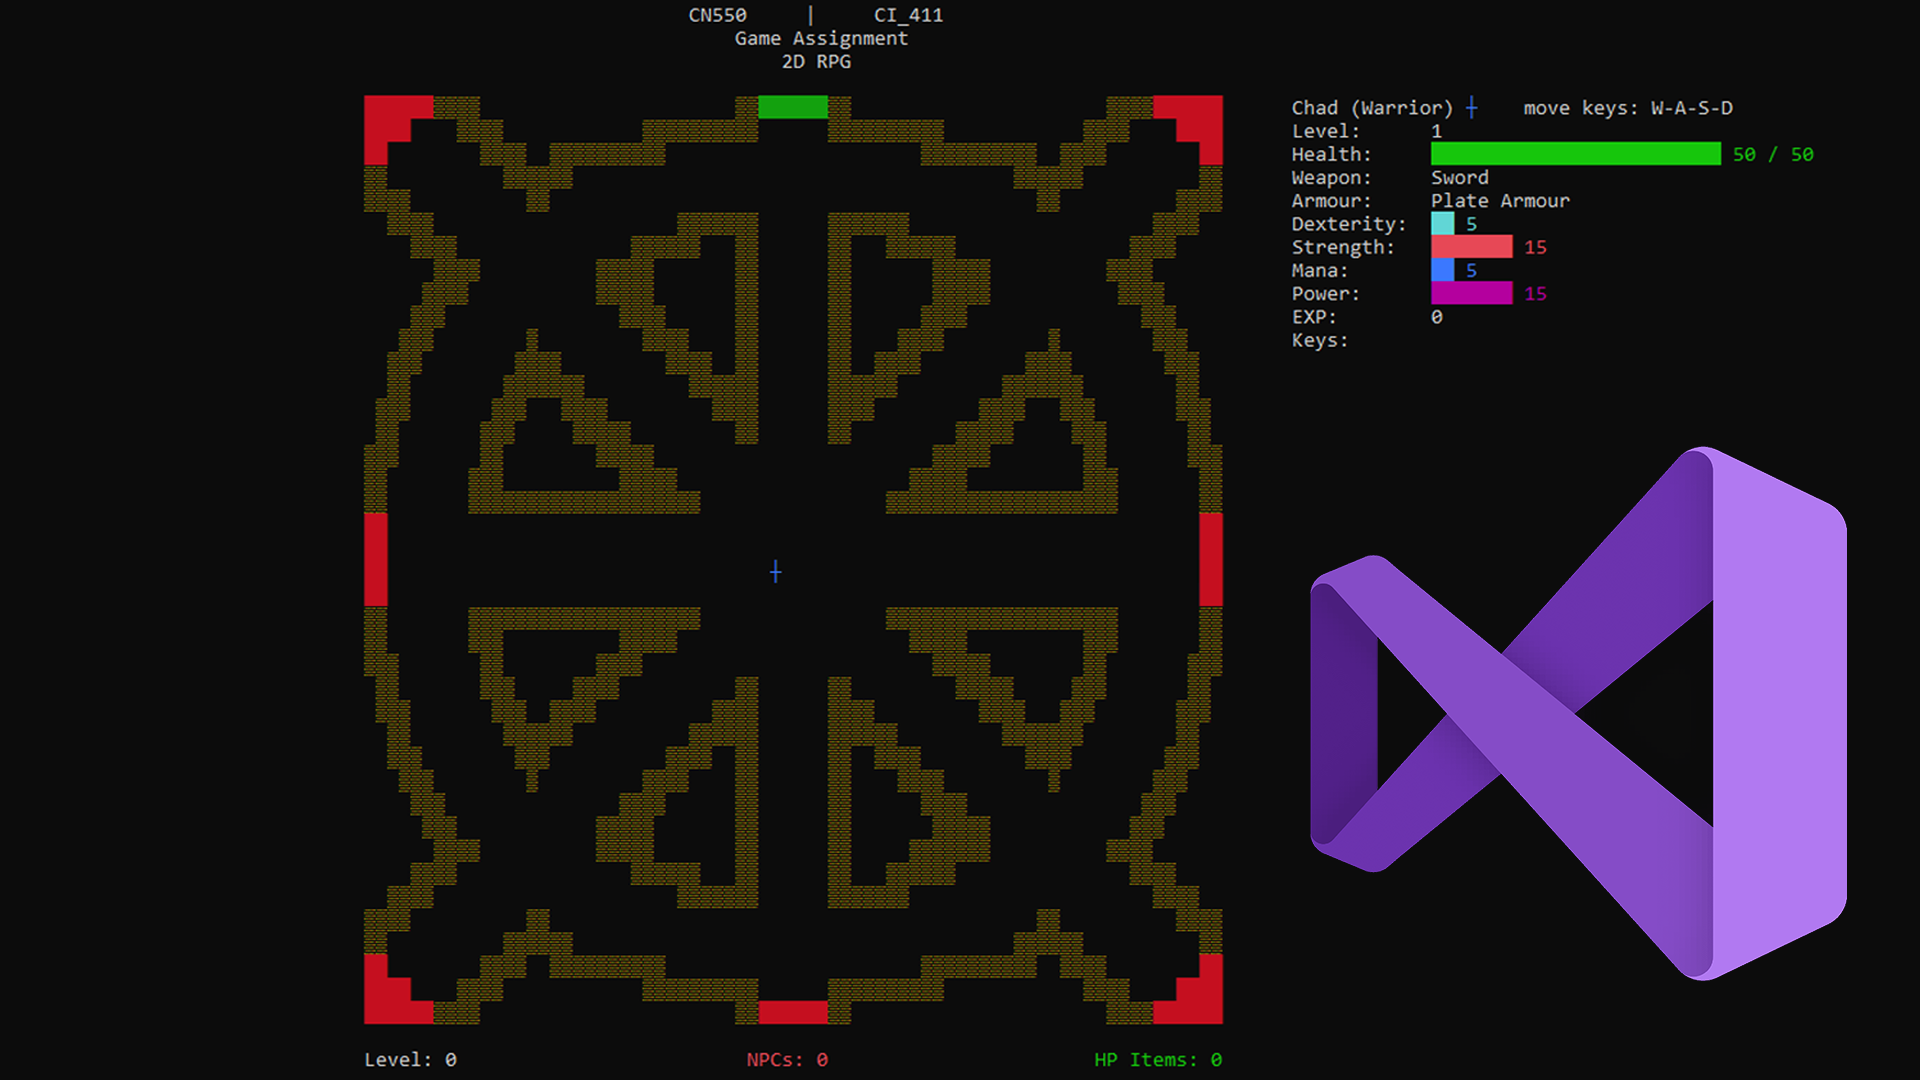 CN550 | CI_411
Game Assignment
2D RPG
Chad (Warrior) ┼ move keys: W-A-S-D
Level: 1
Health: 50 / 50
Weapon: Sword
Armour: Plate Armour
Dexterity: 5
Strength: 15
Mana: 5
Power: 15
EXP: 0
Keys:
Level: 0 NPCs: 0 HP Items: 0